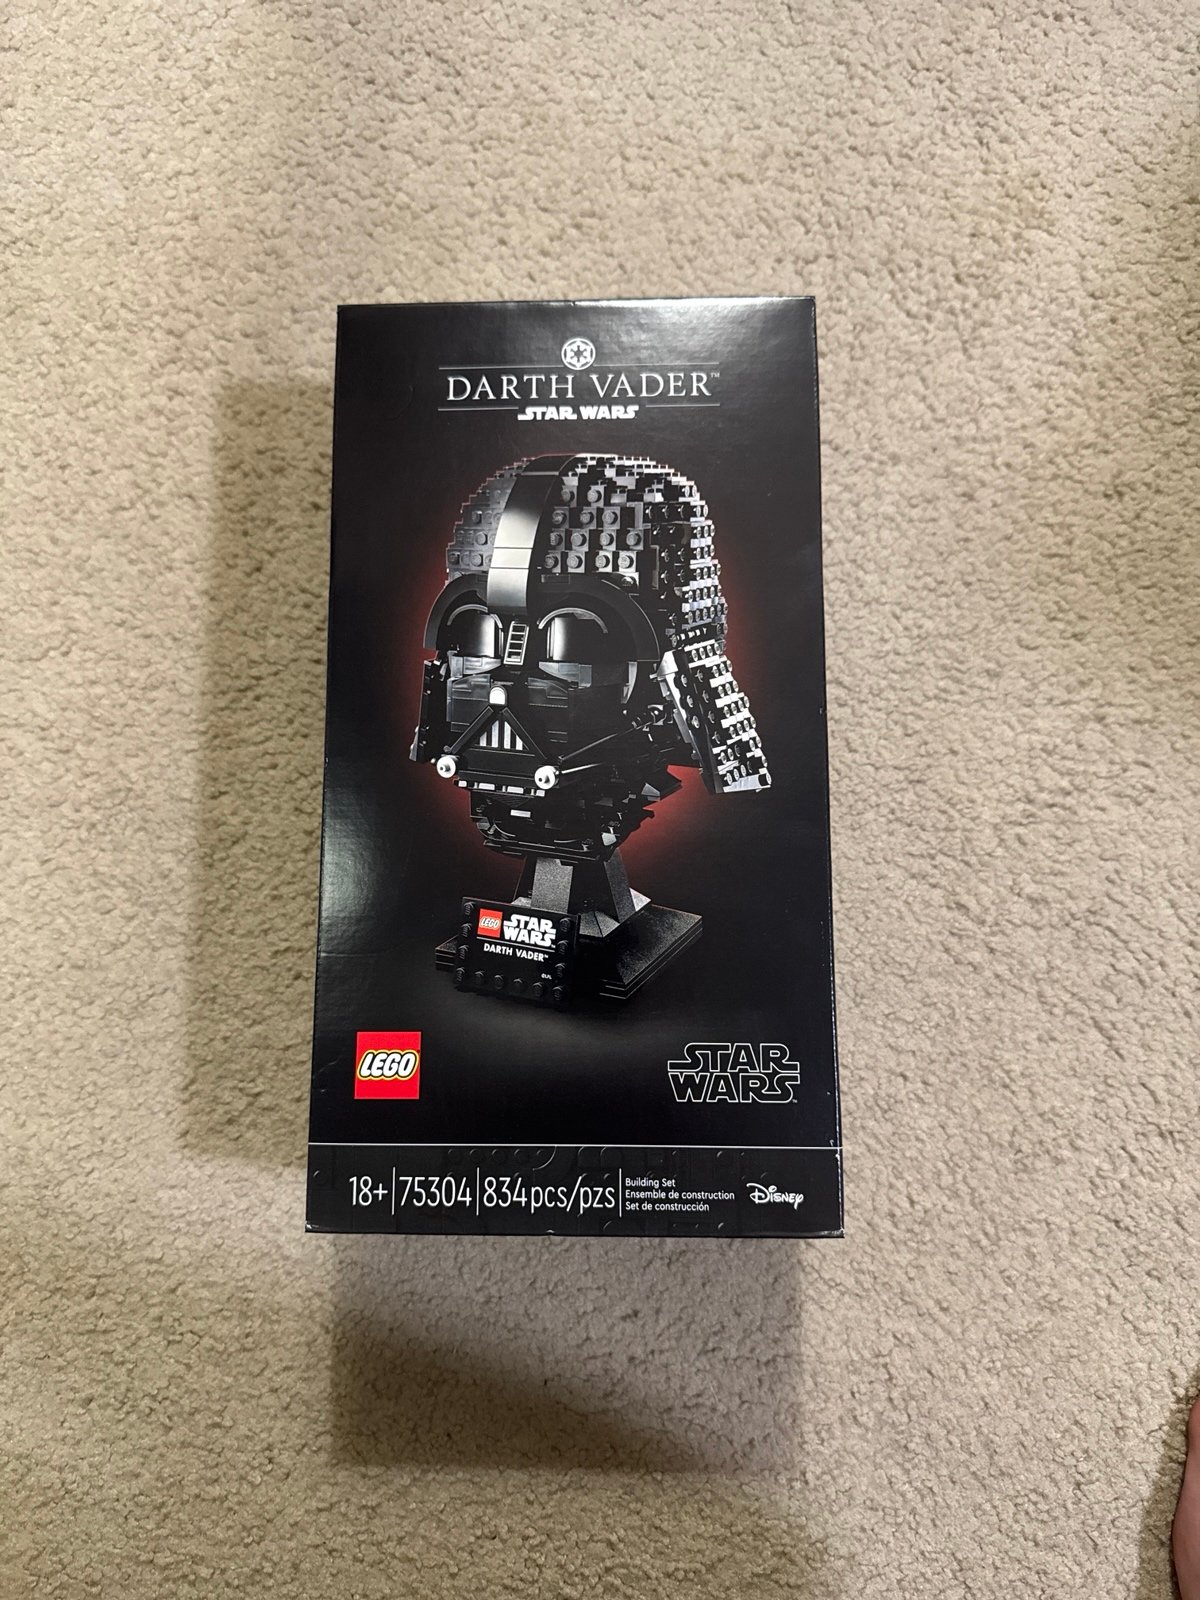 DARTH VADER™
STAR WARS
LEGO
STAR
WARS
DARTH VADER™
LEGO
STAR
WARS™
18+ 75304 834pcs/pzs
Building Set
Ensemble de construction
Set de construcción
Disney